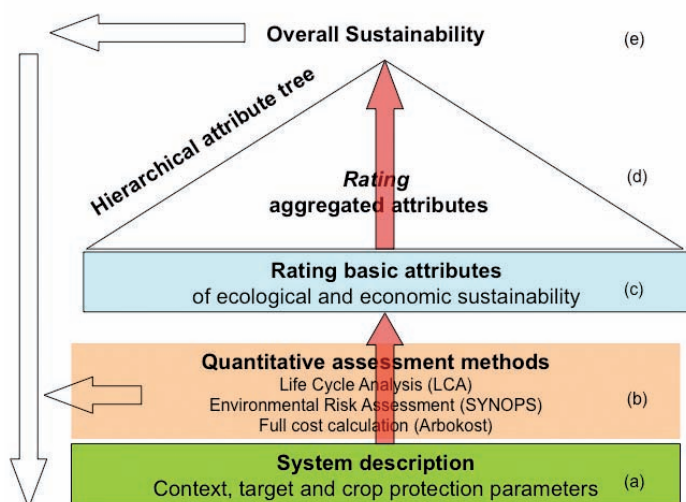 Overall Sustainability (e)
Hierarchical attribute tree
Rating (d)
aggregated attributes
Rating basic attributes
of ecological and economic sustainability (c)
Quantitative assessment methods
Life Cycle Analysis (LCA)
Environmental Risk Assessment (SYNOPS) (b)
Full cost calculation (Arbokost)
System description
Context, target and crop protection parameters (a)